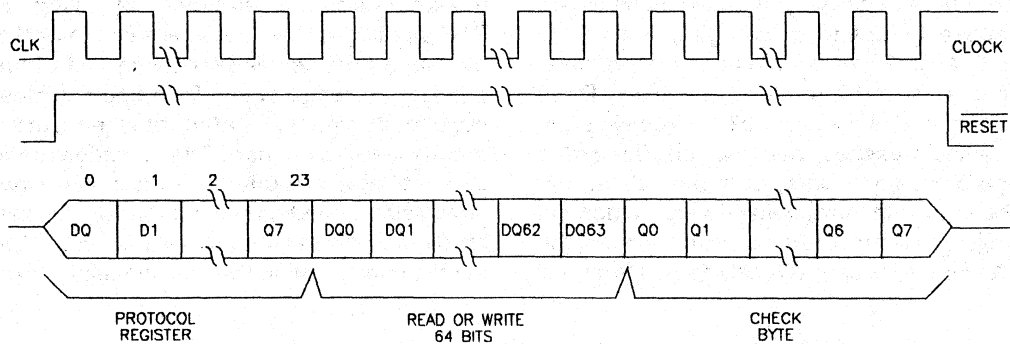 CLK
CLOCK
RESET
0 1 2 23
DQ D1 Q7 DQ0 DQ1 DQ62 DQ63 Q0 Q1 Q6 Q7
PROTOCOL
REGISTER
READ OR WRITE
64 BITS
CHECK
BYTE